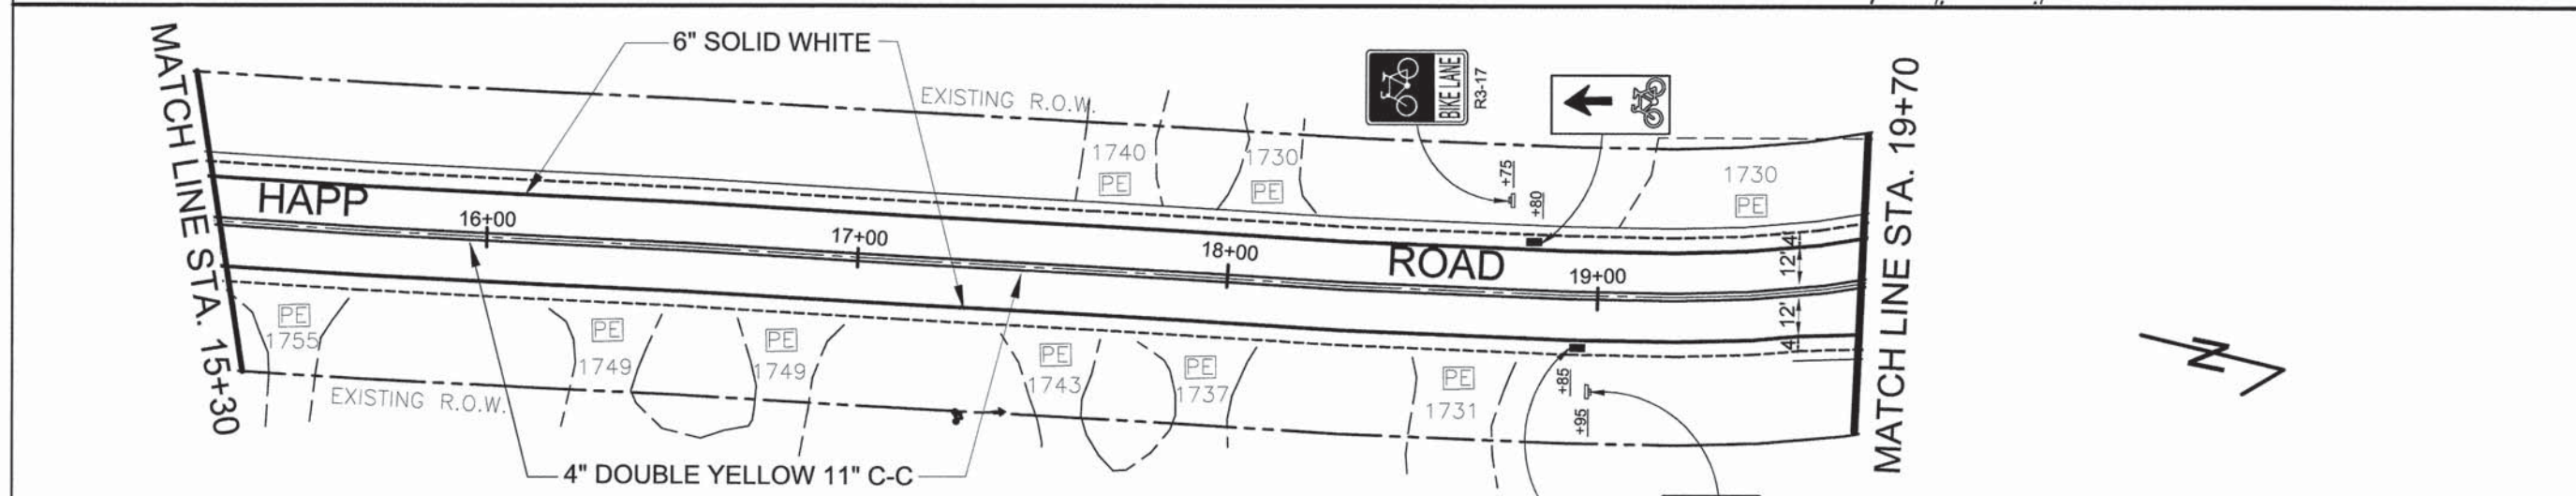 MATCH LINE STA. 15+30
6" SOLID WHITE
EXISTING R.O.W.
BIKE LANE
R3-17
MATCH LINE STA. 19+70
1740
PE
1730
PE
+75
+80
1730
PE
HAPP
16+00
17+00
18+00
ROAD
19+00
4'
12'
12'
4'
PE
1755
PE
1749
PE
1749
PE
1743
PE
1737
PE
1731
+85
+95
EXISTING R.O.W.
4" DOUBLE YELLOW 11" C-C
N